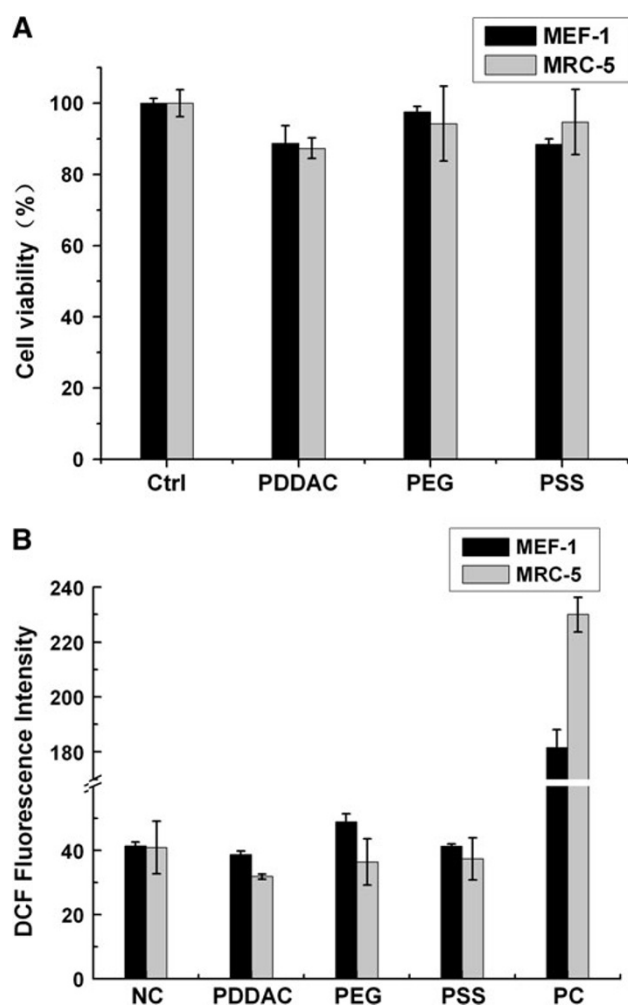 A
MEF-1
MRC-5
Cell viability（%）
100
80
60
40
20
0
Ctrl PDDAC PEG PSS
B
MEF-1
MRC-5
DCF Fluorescence Intensity
240
220
200
180
40
20
0
NC PDDAC PEG PSS PC